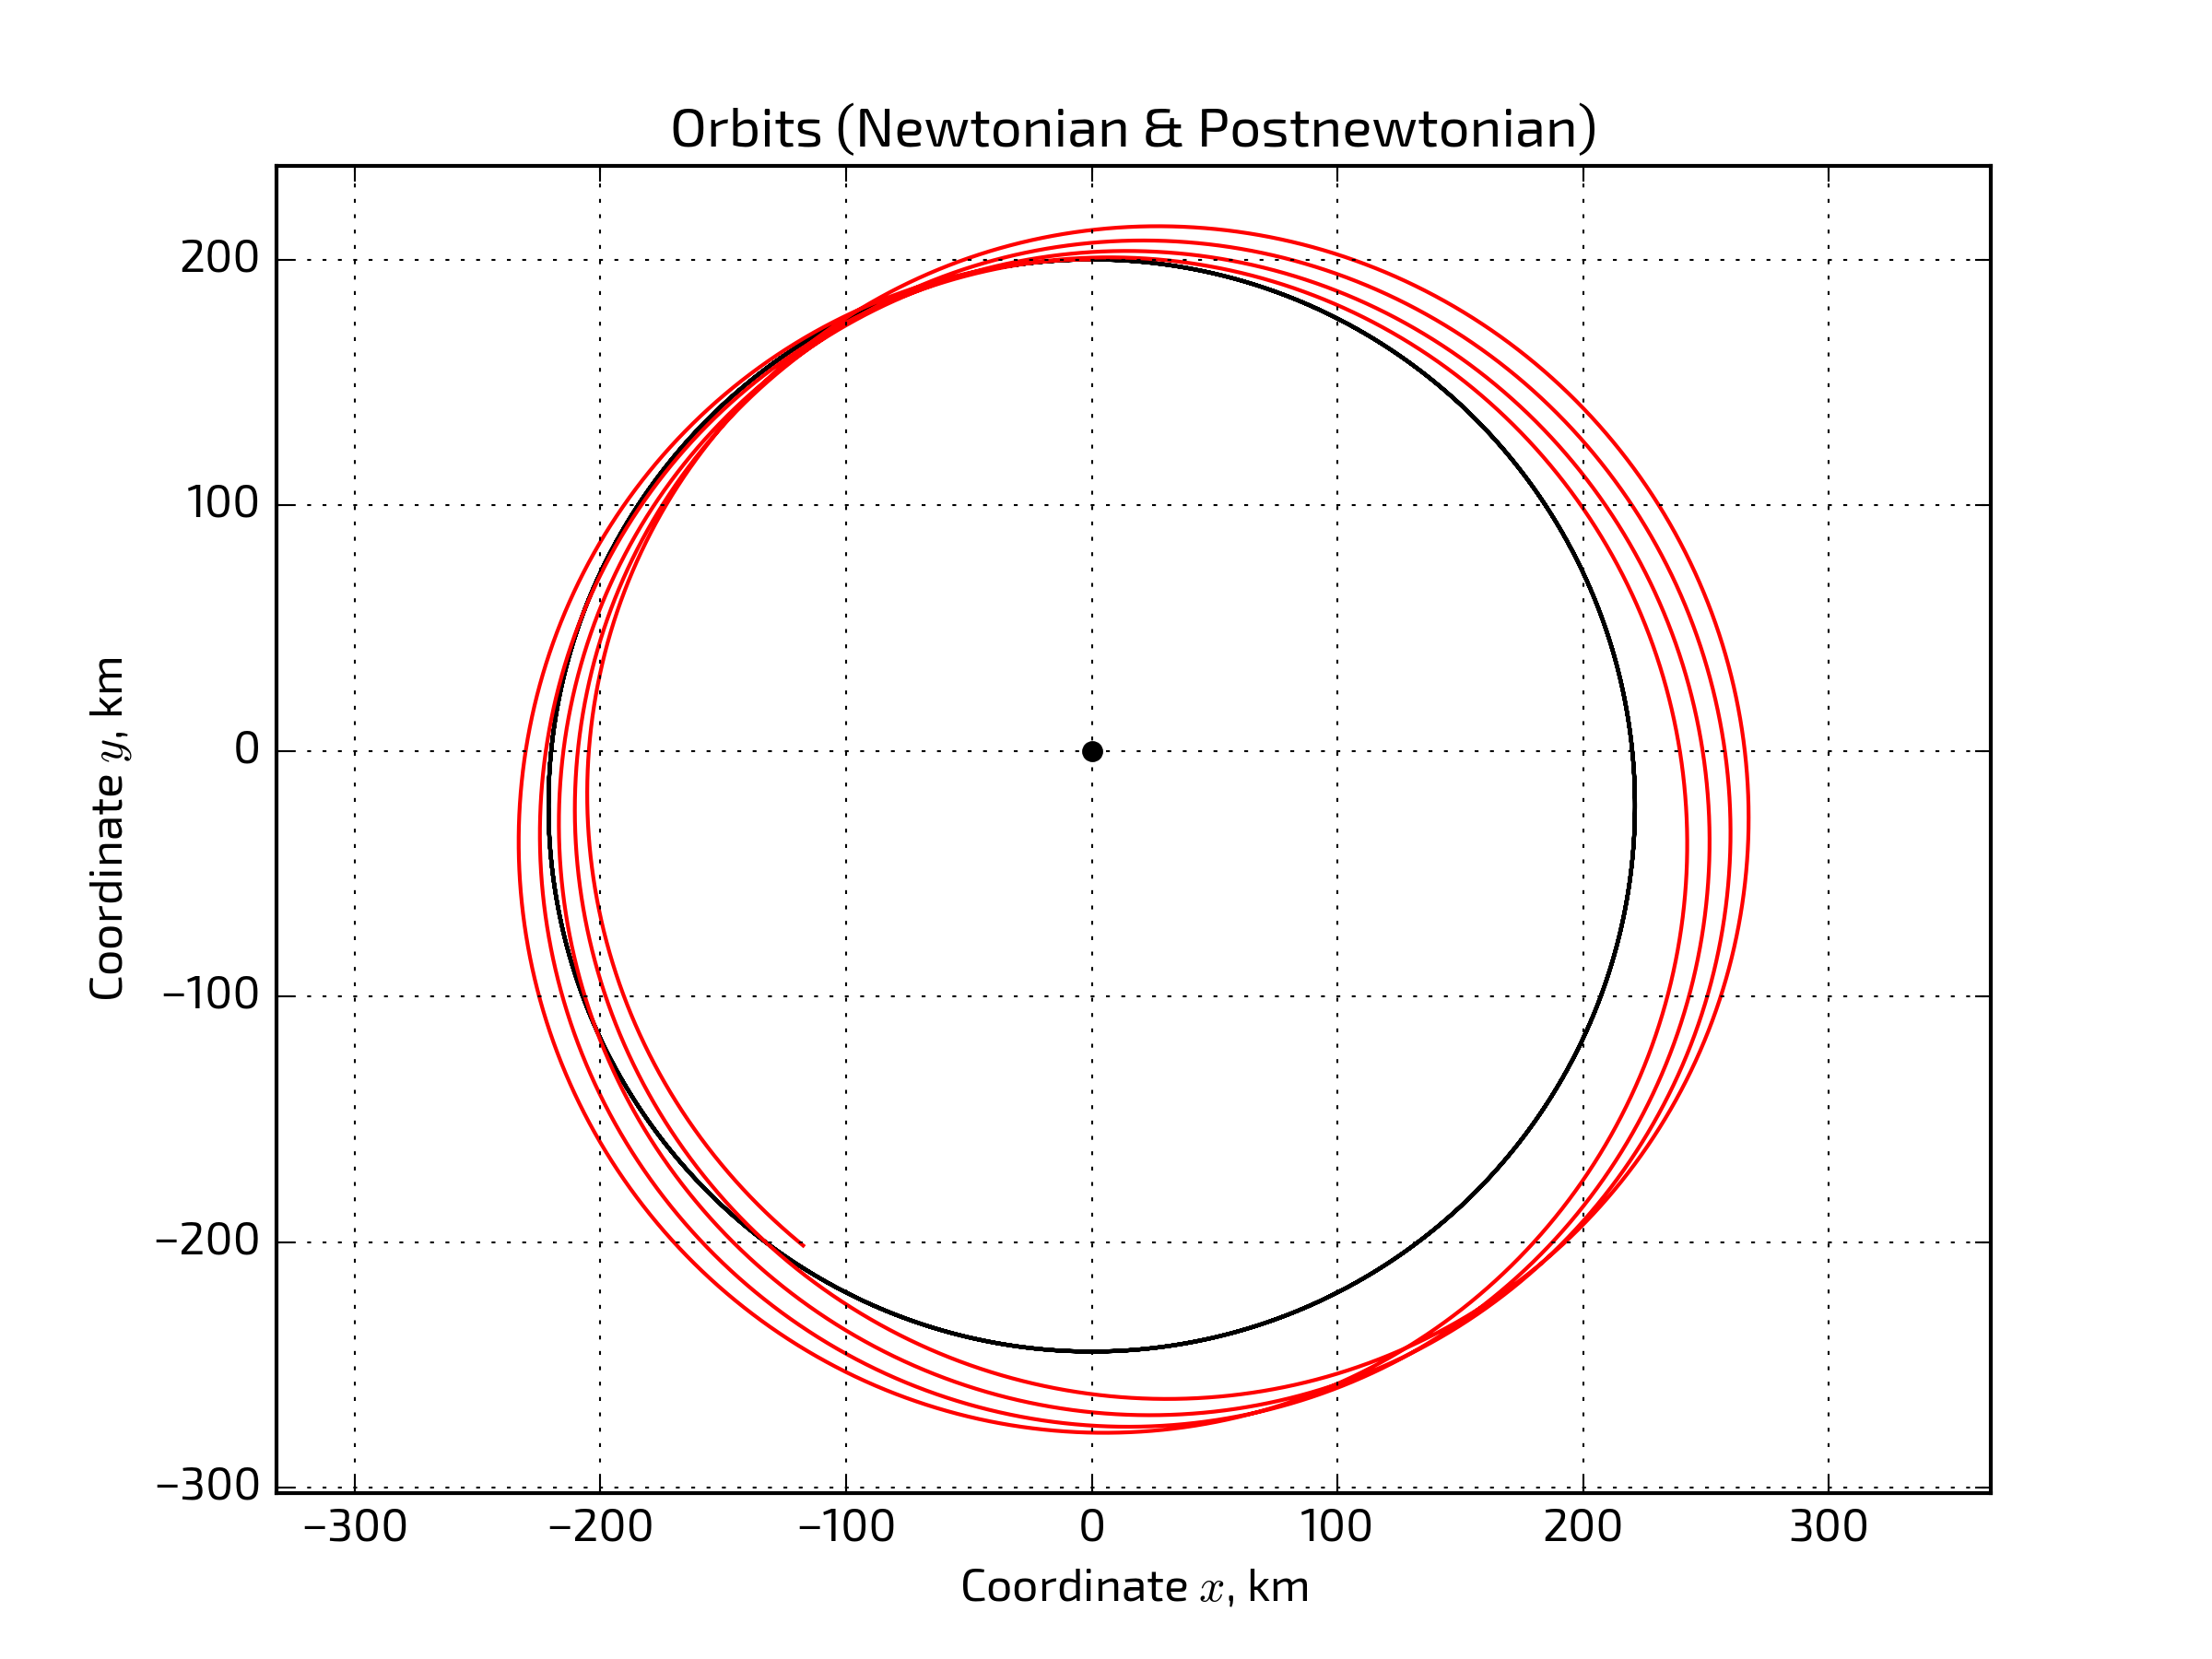 Orbits (Newtonian & Postnewtonian)
200
100
0
−100
−200
−300
Coordinate y, km
−300 −200 −100 0 100 200 300
Coordinate x, km